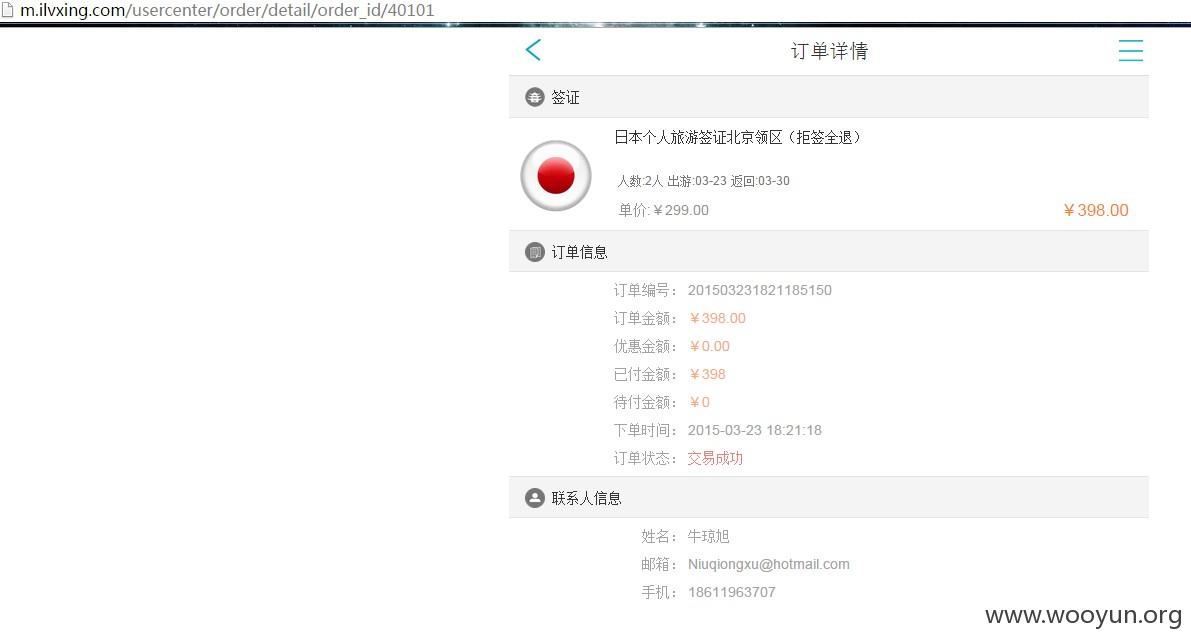 m.ilvxing.com/usercenter/order/detail/order_id/40101
订单详情
签证
日本个人旅游签证北京领区（拒签全退）
人数:2人 出游:03-23 返回:03-30
单价:￥299.00 ￥398.00
订单信息
订单编号： 201503231821185150
订单金额： ￥398.00
优惠金额： ￥0.00
已付金额： ￥398
待付金额： ￥0
下单时间： 2015-03-23 18:21:18
订单状态： 交易成功
联系人信息
姓名： 牛琼旭
邮箱： Niuqiongxu@hotmail.com
手机： 18611963707
www.wooyun.org